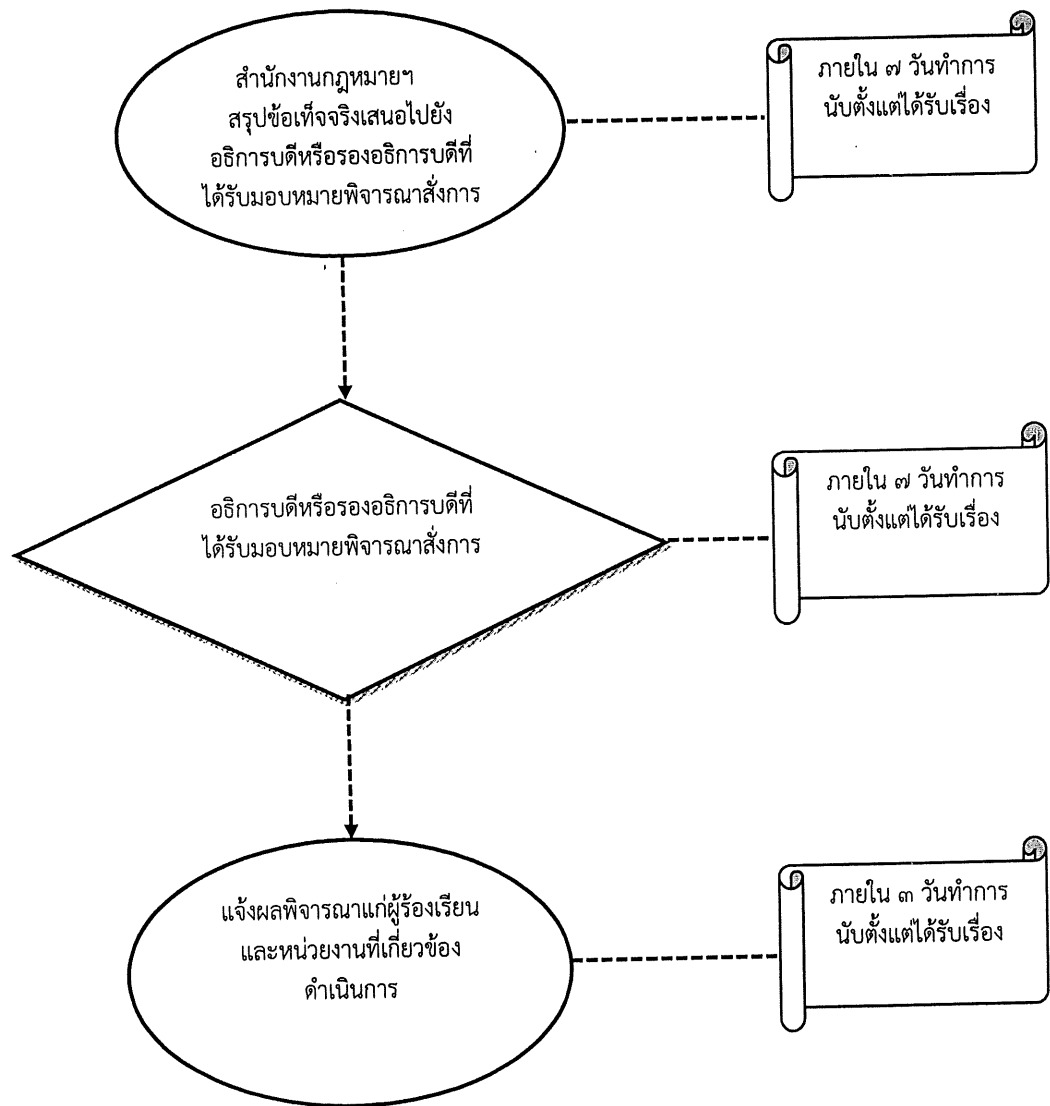 สำนักงานกฎหมายฯ
สรุปข้อเท็จจริงเสนอไปยัง
อธิการบดีหรือรองอธิการบดีที่
ได้รับมอบหมายพิจารณาสั่งการ
ภายใน ๗ วันทำการ
นับตั้งแต่ได้รับเรื่อง
อธิการบดีหรือรองอธิการบดีที่
ได้รับมอบหมายพิจารณาสั่งการ
ภายใน ๗ วันทำการ
นับตั้งแต่ได้รับเรื่อง
แจ้งผลพิจารณาแก่ผู้ร้องเรียน
และหน่วยงานที่เกี่ยวข้อง
ดำเนินการ
ภายใน ๓ วันทำการ
นับตั้งแต่ได้รับเรื่อง